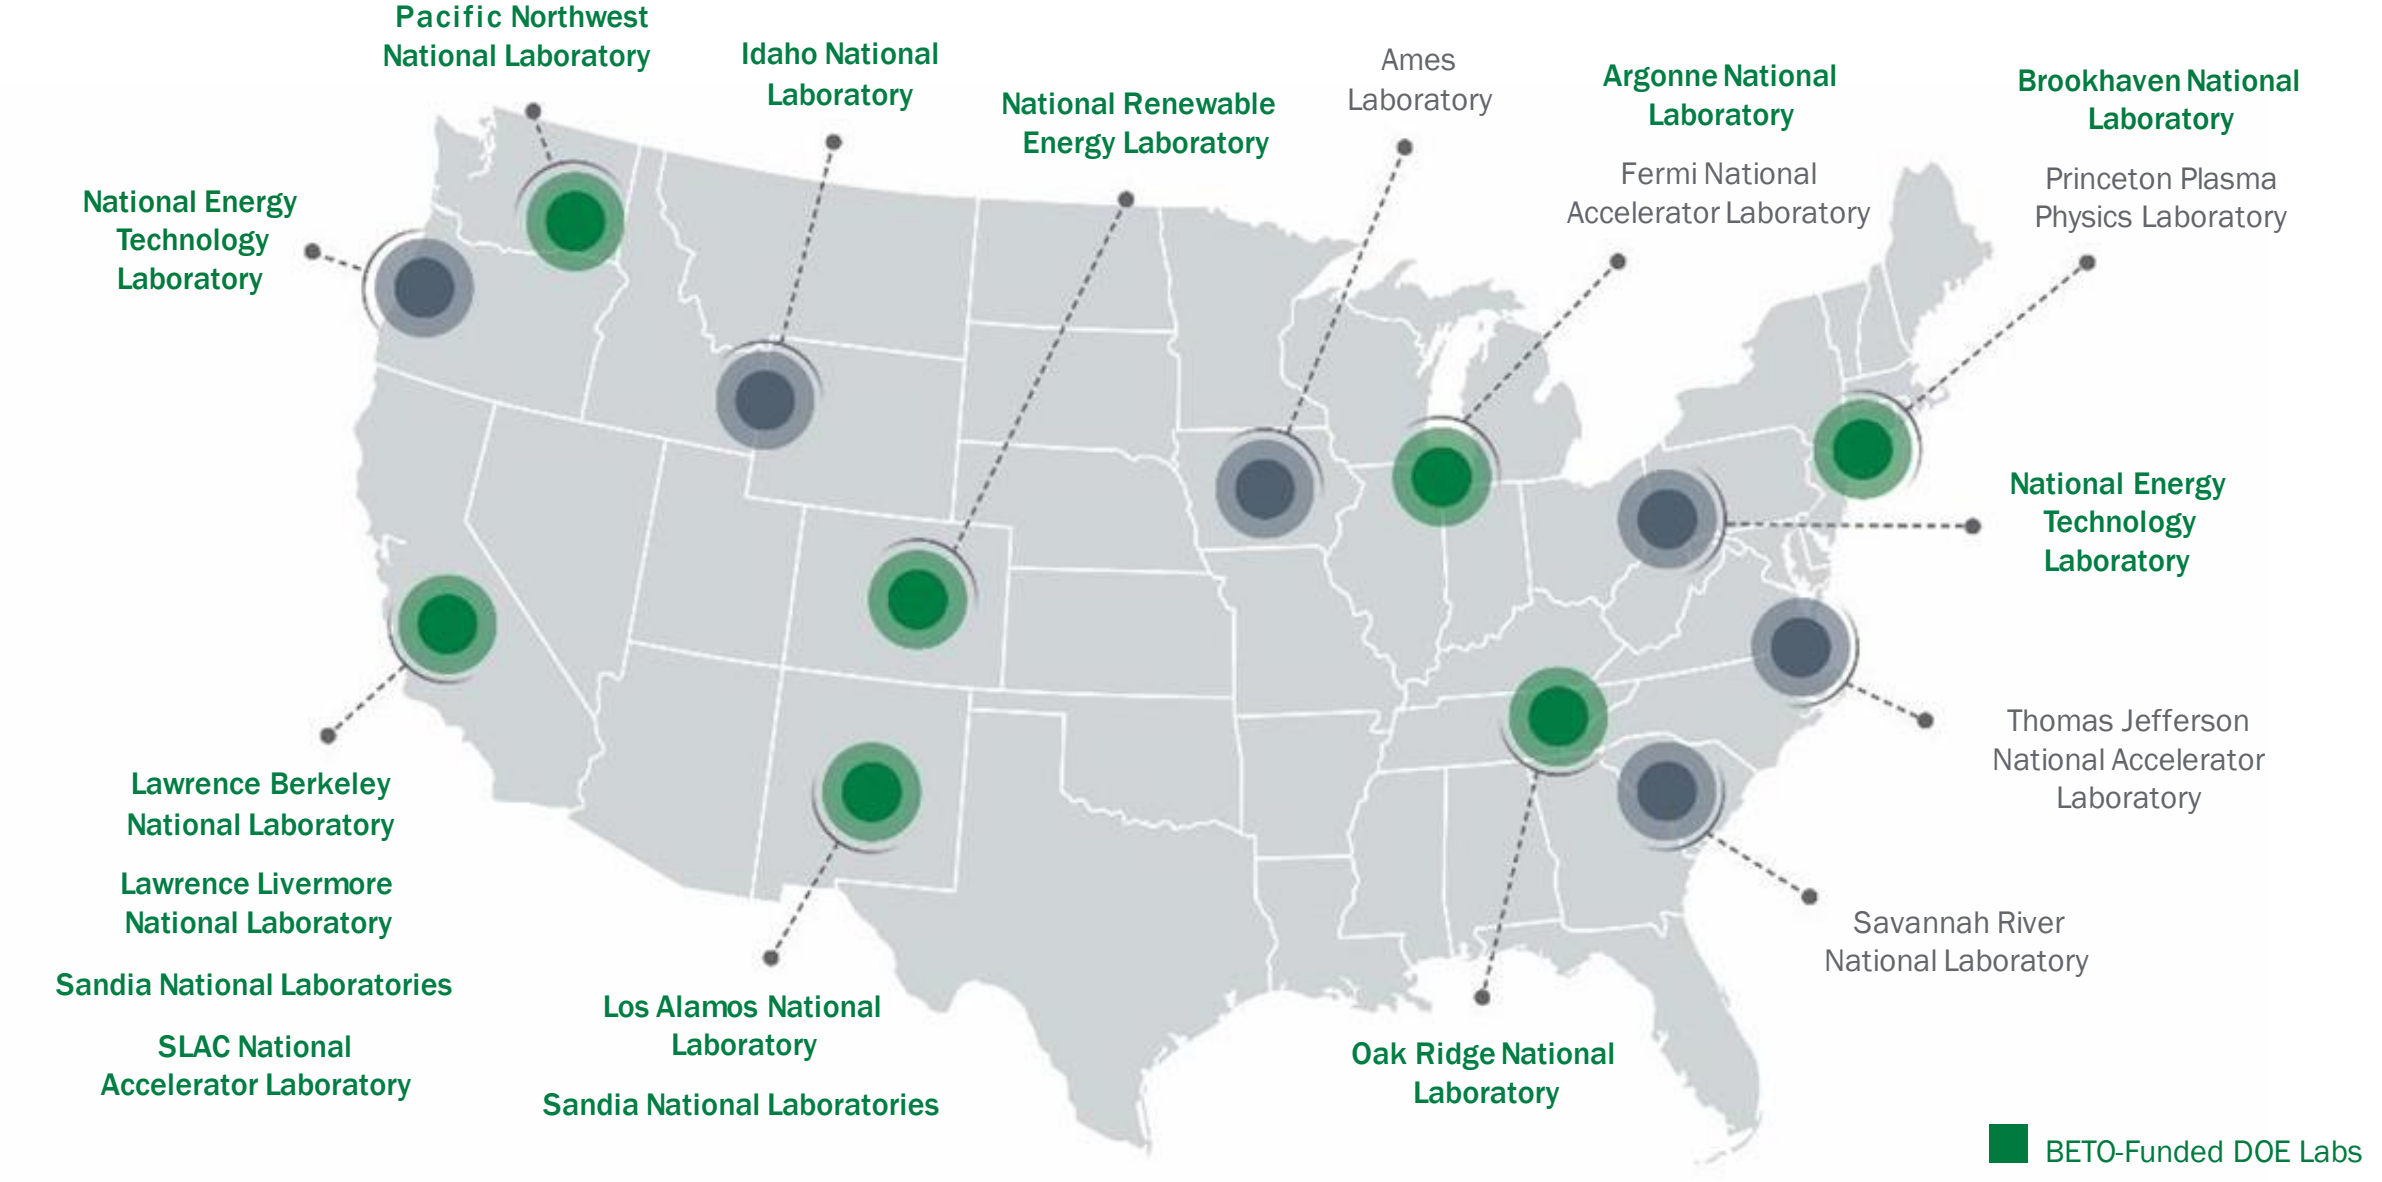 Pacific Northwest
National Laboratory
Idaho National
Laboratory
National Renewable
Energy Laboratory
Ames
Laboratory
Argonne National
Laboratory
Fermi National
Accelerator Laboratory
Brookhaven National
Laboratory
Princeton Plasma
Physics Laboratory
National Energy
Technology
Laboratory
National Energy
Technology
Laboratory
Thomas Jefferson
National Accelerator
Laboratory
Savannah River
National Laboratory
Lawrence Berkeley
National Laboratory
Lawrence Livermore
National Laboratory
Sandia National Laboratories
SLAC National
Accelerator Laboratory
Los Alamos National
Laboratory
Sandia National Laboratories
Oak Ridge National
Laboratory
BETO-Funded DOE Labs